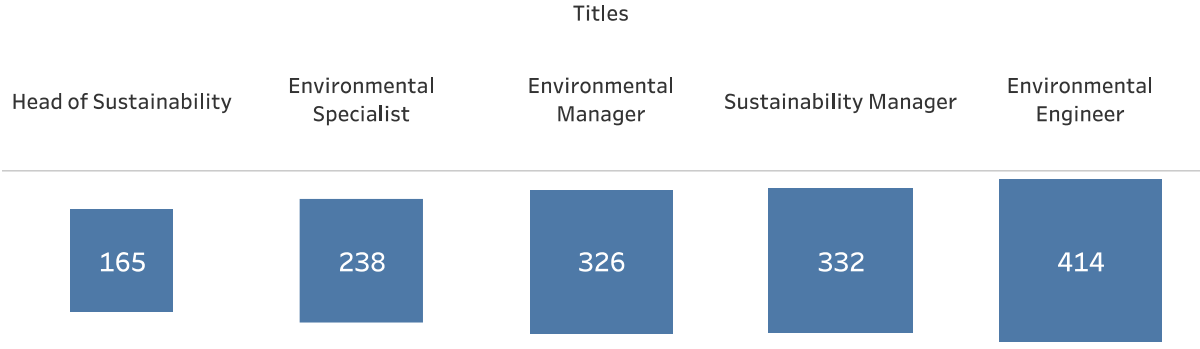 Titles
Head of Sustainability
Environmental
Specialist
Environmental
Manager
Sustainability Manager
Environmental
Engineer
165
238
326
332
414